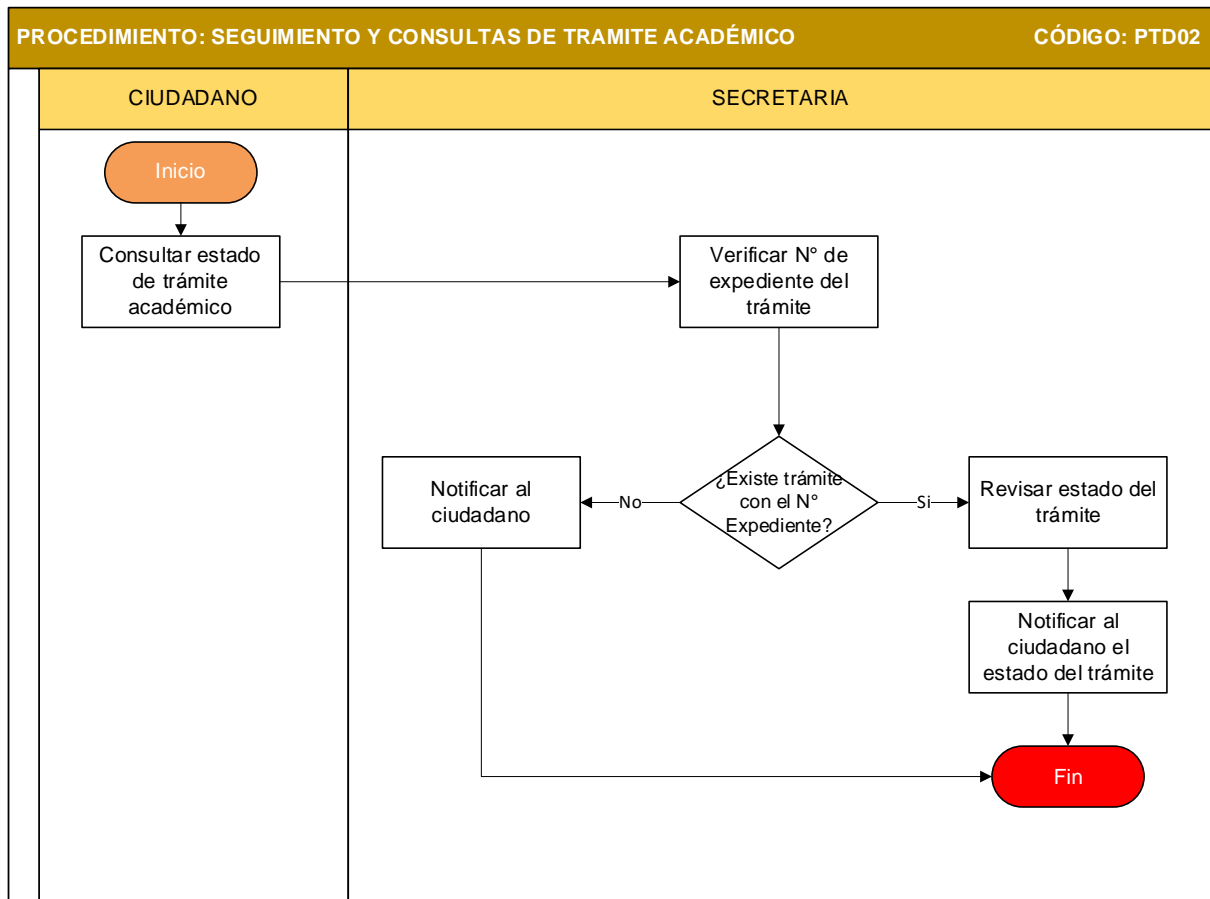 PROCEDIMIENTO: SEGUIMIENTO Y CONSULTAS DE TRAMITE ACADÉMICO CÓDIGO: PTD02
CIUDADANO
SECRETARIA
Inicio
Consultar estado
de trámite
académico
Verificar N° de
expediente del
trámite
¿Existe trámite
con el N°
Expediente?
No
Notificar al
ciudadano
Si
Revisar estado del
trámite
Notificar al
ciudadano el
estado del trámite
Fin